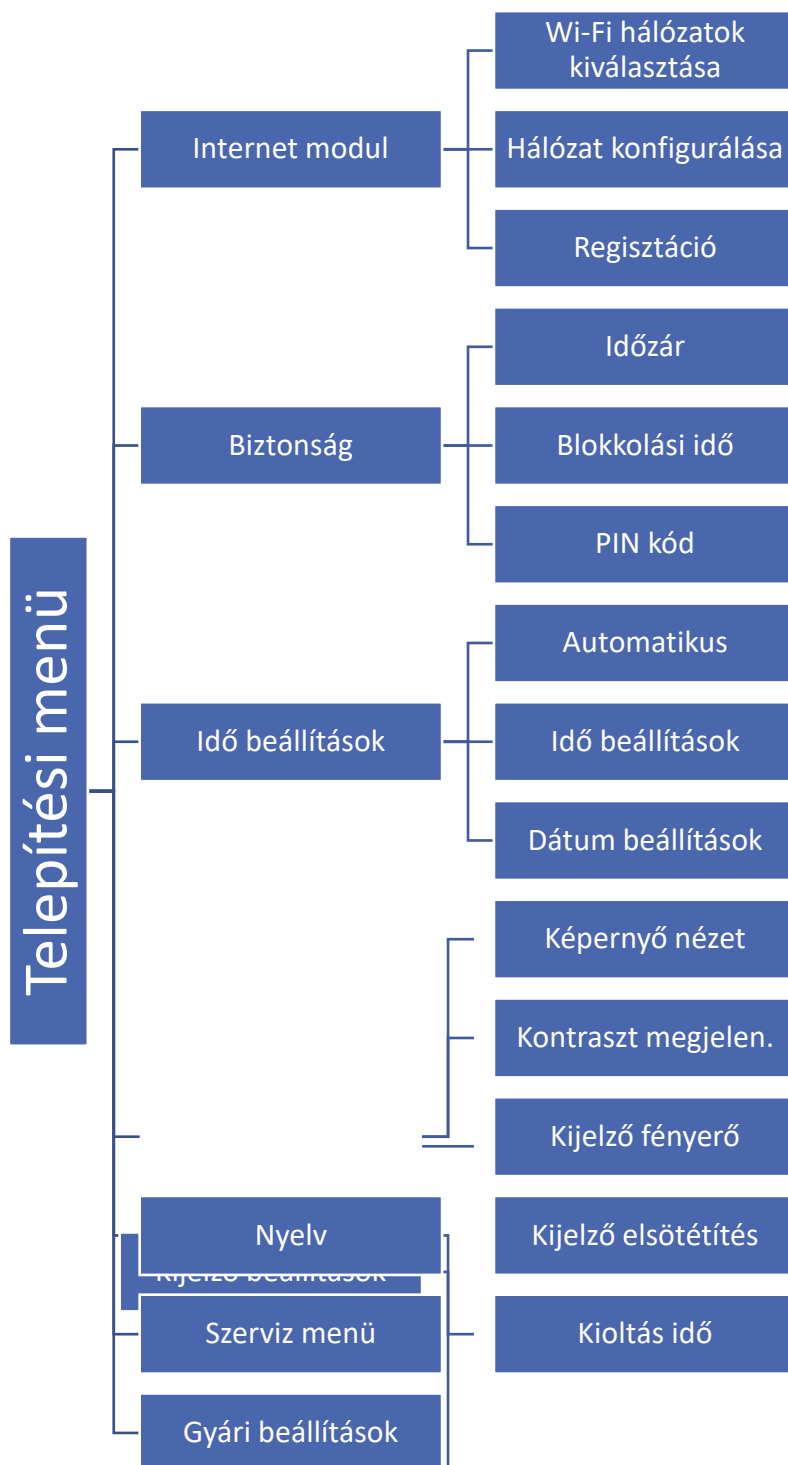 Telepítési menü
Internet modul
Wi-Fi hálózatok
kiválasztása
Hálózat konfigurálása
Regisztáció
Biztonság
Időzár
Blokkolási idő
PIN kód
Idő beállítások
Automatikus
Idő beállítások
Dátum beállítások
Kijelző beállítások
Képernyő nézet
Kontraszt megjelen.
Kijelző fényerő
Kijelző elsötétítés
Kioltás idő
Nyelv
Szerviz menü
Gyári beállítások